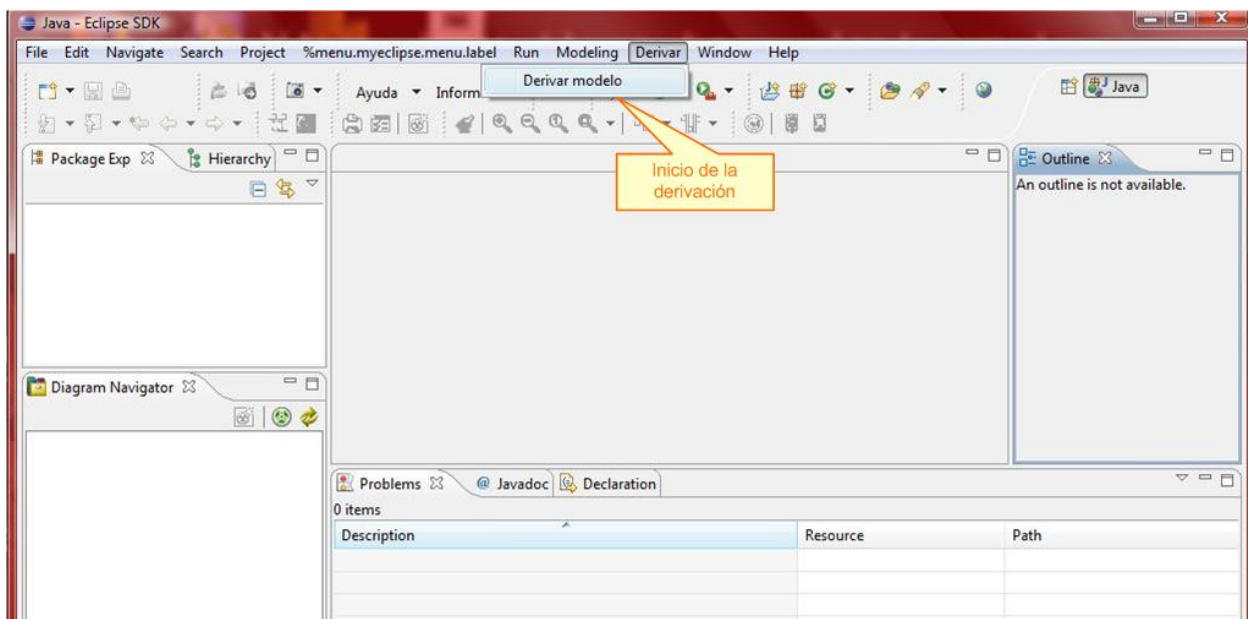 Java - Eclipse SDK
File Edit Navigate Search Project %menu.myeclipse.menu.label Run Modeling Derivar Window Help
Derivar modelo
Ayuda Inform
Java
Inicio de la
derivación
Package Exp
Hierarchy
Outline
An outline is not available.
Diagram Navigator
Problems
@ Javadoc
Declaration
0 items
Description Resource Path